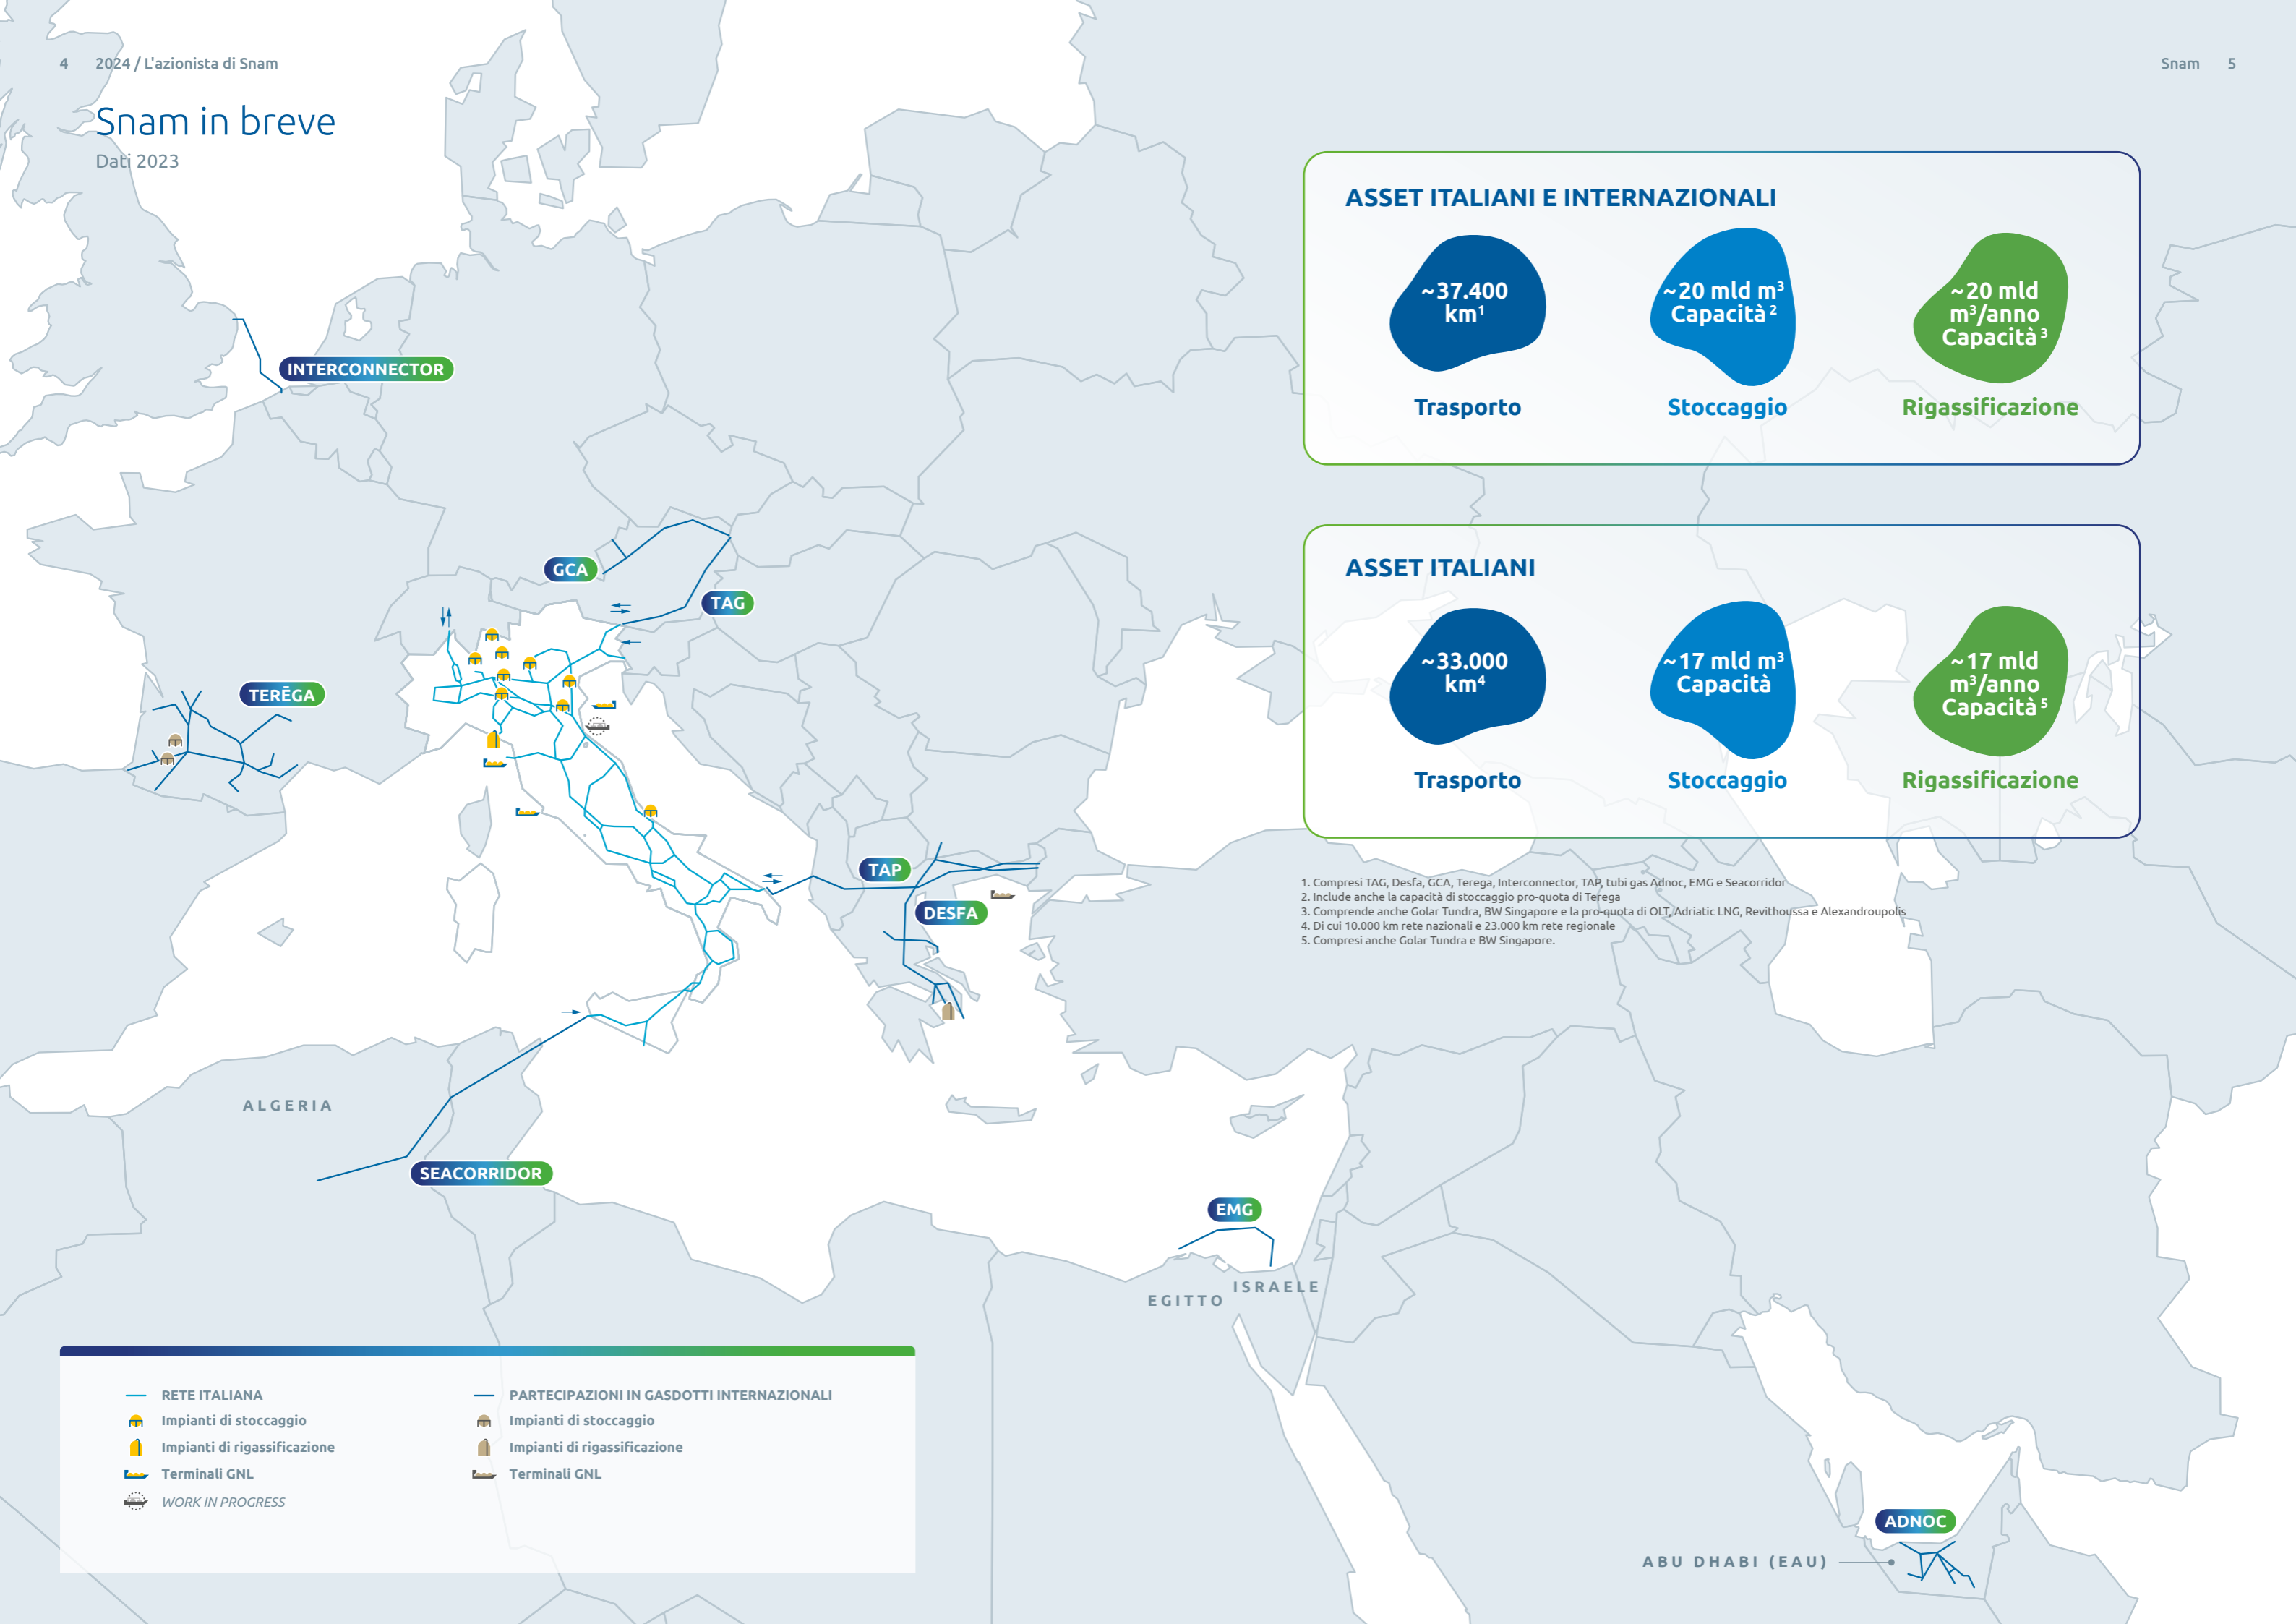 4 2024 / L'azionista di Snam
Snam 5
Snam in breve
Dati 2023
ASSET ITALIANI E INTERNAZIONALI
~37.400
km¹
Trasporto
~20 mld m³
Capacità ²
Stoccaggio
~20 mld
m³/anno
Capacità ³
Rigassificazione
ASSET ITALIANI
~33.000
km⁴
Trasporto
~17 mld m³
Capacità
Stoccaggio
~17 mld
m³/anno
Capacità ⁵
Rigassificazione
1. Compresi TAG, Desfa, GCA, Terega, Interconnector, TAP, tubi gas Adnoc, EMG e Seacorridor
2. Include anche la capacità di stoccaggio pro-quota di Terega
3. Comprende anche Golar Tundra, BW Singapore e la pro-quota di OLT, Adriatic LNG, Revithoussa e Alexandroupolis
4. Di cui 10.000 km rete nazionali e 23.000 km rete regionale
5. Compresi anche Golar Tundra e BW Singapore.
INTERCONNECTOR
GCA
TAG
TERĒGA
TAP
DESFA
ALGERIA
SEACORRIDOR
EMG
ISRAELE
EGITTO
ADNOC
ABU DHABI (EAU)
RETE ITALIANA
Impianti di stoccaggio
Impianti di rigassificazione
Terminali GNL
WORK IN PROGRESS
PARTECIPAZIONI IN GASDOTTI INTERNAZIONALI
Impianti di stoccaggio
Impianti di rigassificazione
Terminali GNL